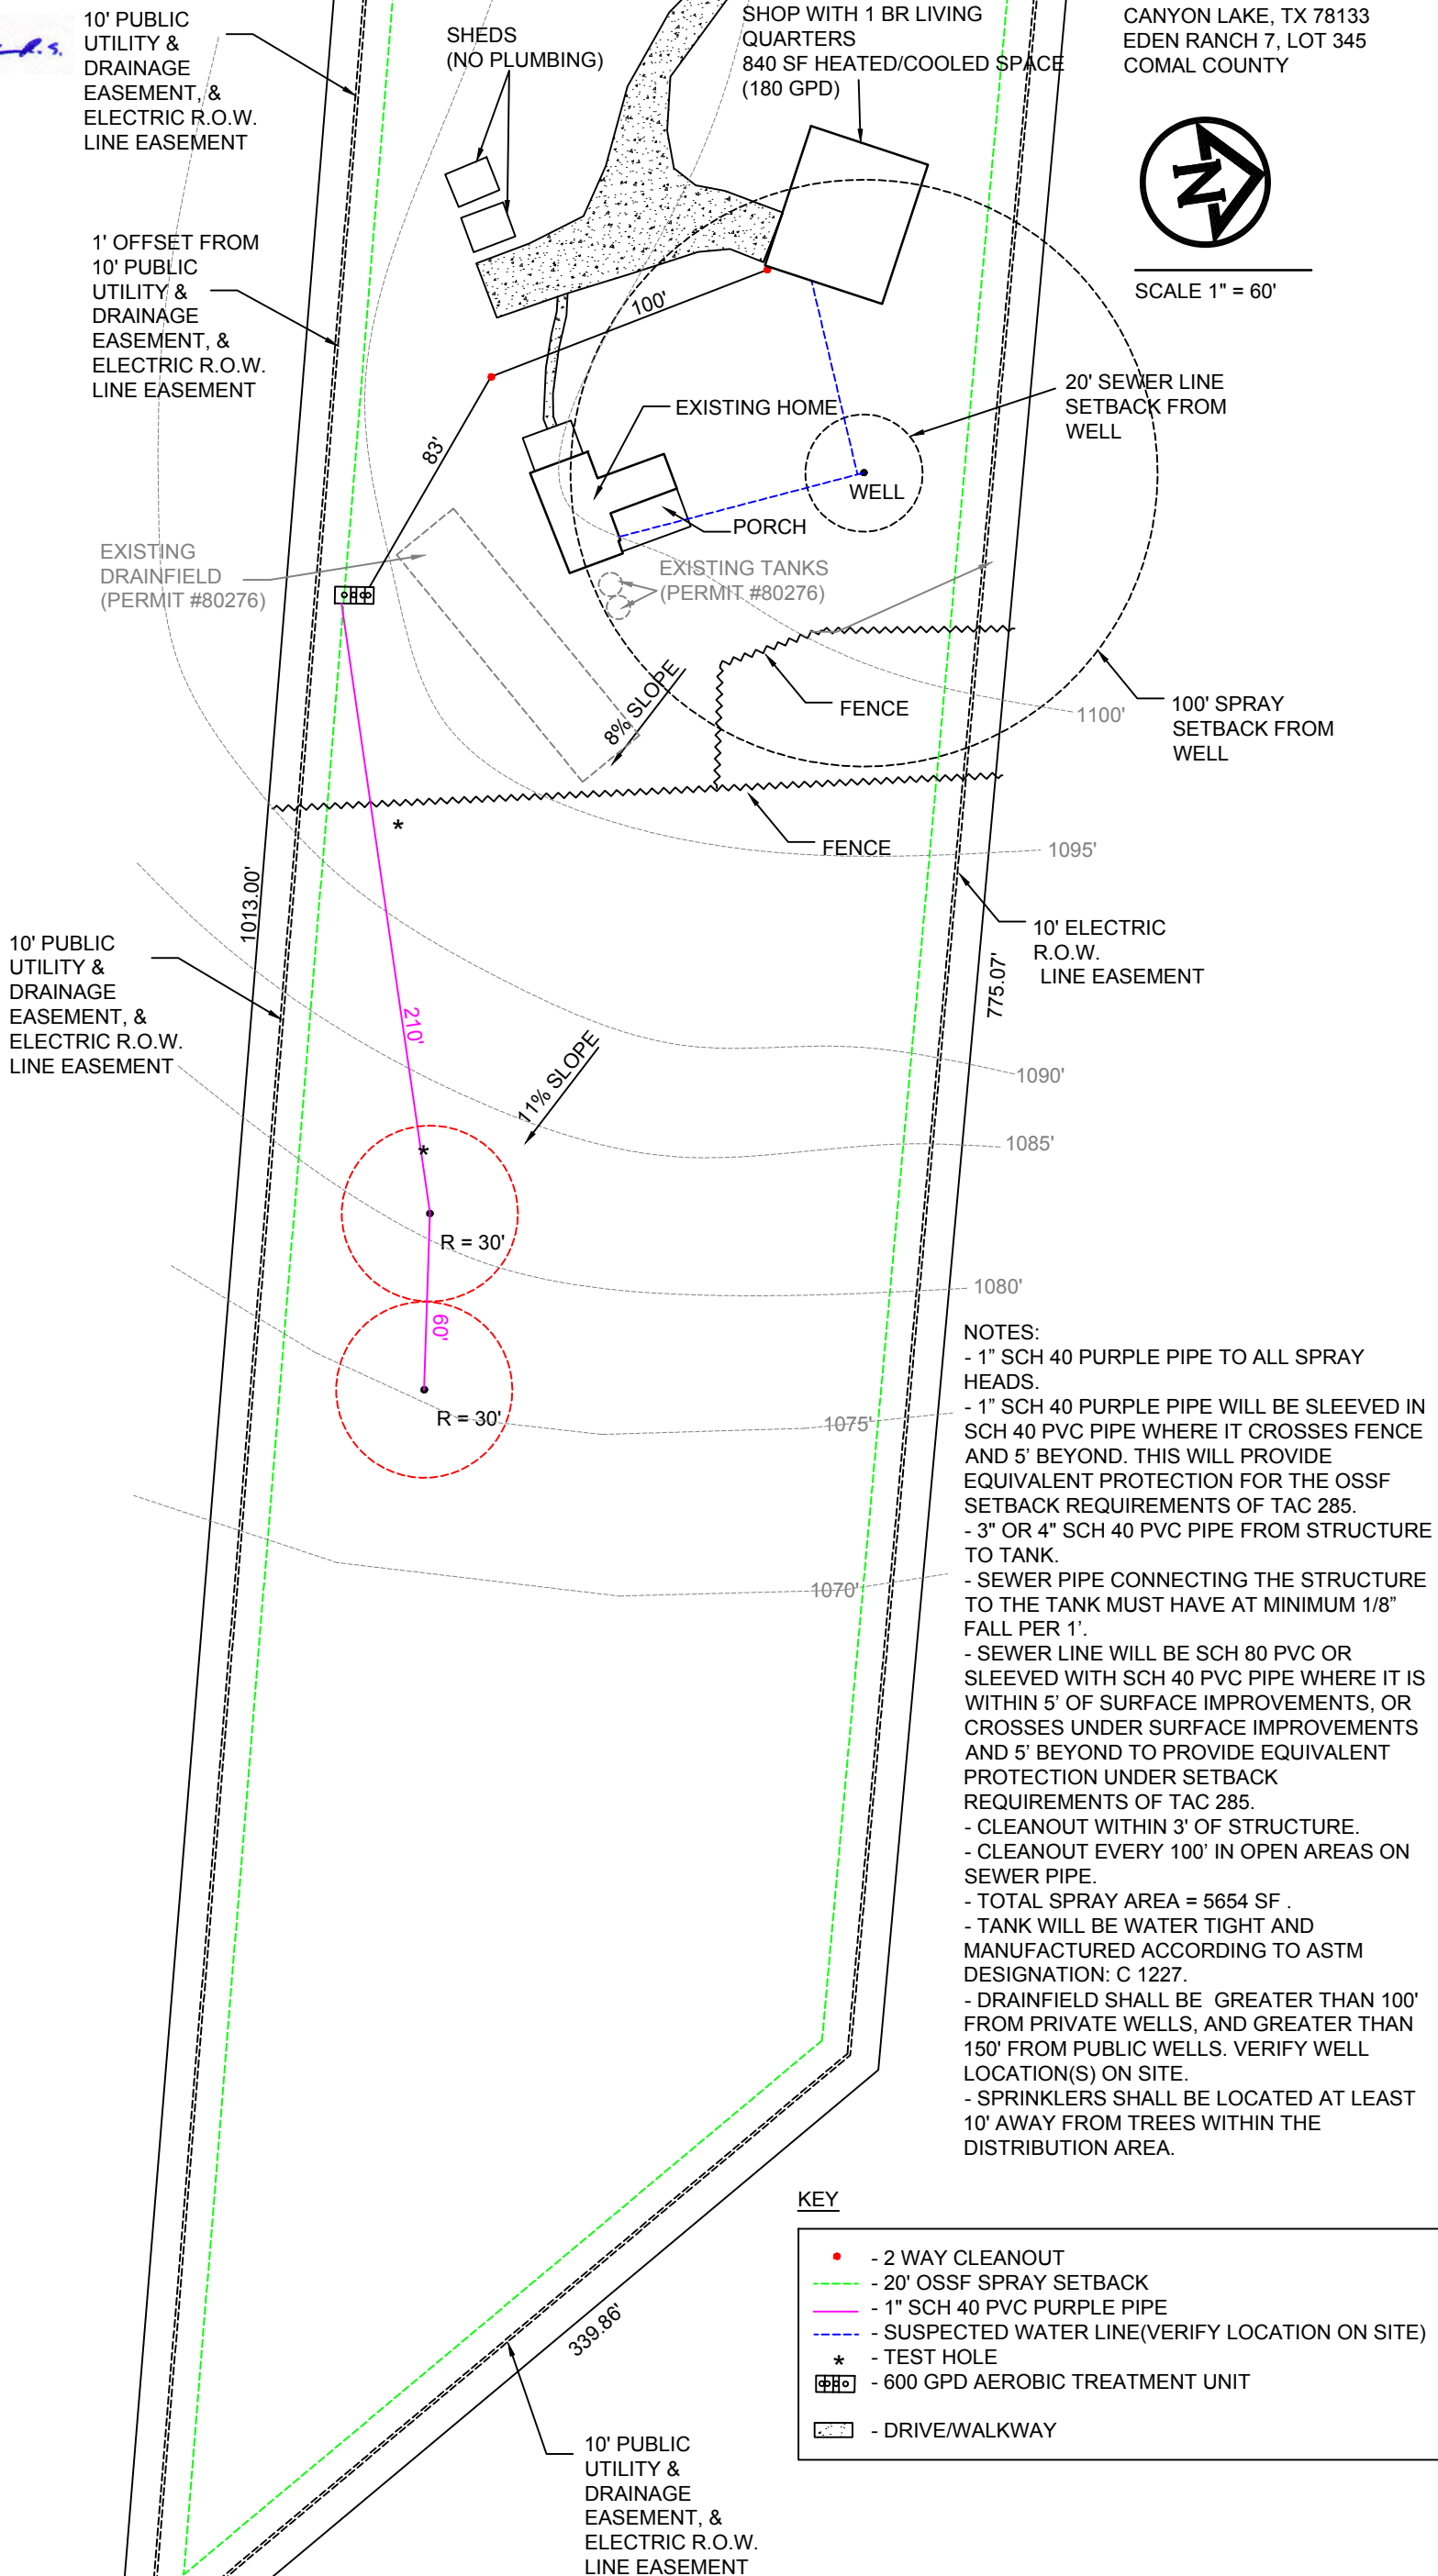 10' PUBLIC
UTILITY &
DRAINAGE
EASEMENT, &
ELECTRIC R.O.W.
LINE EASEMENT
SHEDS
(NO PLUMBING)
SHOP WITH 1 BR LIVING
QUARTERS
840 SF HEATED/COOLED SPACE
(180 GPD)
CANYON LAKE, TX 78133
EDEN RANCH 7, LOT 345
COMAL COUNTY
N
SCALE 1" = 60'
1' OFFSET FROM
10' PUBLIC
UTILITY &
DRAINAGE
EASEMENT, &
ELECTRIC R.O.W.
LINE EASEMENT
100'
83'
EXISTING HOME
20' SEWER LINE
SETBACK FROM
WELL
WELL
PORCH
EXISTING
DRAINFIELD
(PERMIT #80276)
EXISTING TANKS
(PERMIT #80276)
8% SLOPE
FENCE
1100'
100' SPRAY
SETBACK FROM
WELL
FENCE
1095'
1013.00'
10' PUBLIC
UTILITY &
DRAINAGE
EASEMENT, &
ELECTRIC R.O.W.
LINE EASEMENT
10' ELECTRIC
R.O.W.
LINE EASEMENT
775.07'
210'
11% SLOPE
1090'
1085'
R = 30'
1080'
60'
R = 30'
1075'
1070'
NOTES:
- 1” SCH 40 PURPLE PIPE TO ALL SPRAY
HEADS.
- 1” SCH 40 PURPLE PIPE WILL BE SLEEVED IN
SCH 40 PVC PIPE WHERE IT CROSSES FENCE
AND 5’ BEYOND. THIS WILL PROVIDE
EQUIVALENT PROTECTION FOR THE OSSF
SETBACK REQUIREMENTS OF TAC 285.
- 3" OR 4" SCH 40 PVC PIPE FROM STRUCTURE
TO TANK.
- SEWER PIPE CONNECTING THE STRUCTURE
TO THE TANK MUST HAVE AT MINIMUM 1/8”
FALL PER 1’.
- SEWER LINE WILL BE SCH 80 PVC OR
SLEEVED WITH SCH 40 PVC PIPE WHERE IT IS
WITHIN 5’ OF SURFACE IMPROVEMENTS, OR
CROSSES UNDER SURFACE IMPROVEMENTS
AND 5’ BEYOND TO PROVIDE EQUIVALENT
PROTECTION UNDER SETBACK
REQUIREMENTS OF TAC 285.
- CLEANOUT WITHIN 3' OF STRUCTURE.
- CLEANOUT EVERY 100’ IN OPEN AREAS ON
SEWER PIPE.
- TOTAL SPRAY AREA = 5654 SF .
- TANK WILL BE WATER TIGHT AND
MANUFACTURED ACCORDING TO ASTM
DESIGNATION: C 1227.
- DRAINFIELD SHALL BE GREATER THAN 100'
FROM PRIVATE WELLS, AND GREATER THAN
150' FROM PUBLIC WELLS. VERIFY WELL
LOCATION(S) ON SITE.
- SPRINKLERS SHALL BE LOCATED AT LEAST
10' AWAY FROM TREES WITHIN THE
DISTRIBUTION AREA.
KEY
- 2 WAY CLEANOUT
- 20' OSSF SPRAY SETBACK
- 1" SCH 40 PVC PURPLE PIPE
- SUSPECTED WATER LINE(VERIFY LOCATION ON SITE)
* - TEST HOLE
- 600 GPD AEROBIC TREATMENT UNIT
- DRIVE/WALKWAY
339.86'
10' PUBLIC
UTILITY &
DRAINAGE
EASEMENT, &
ELECTRIC R.O.W.
LINE EASEMENT